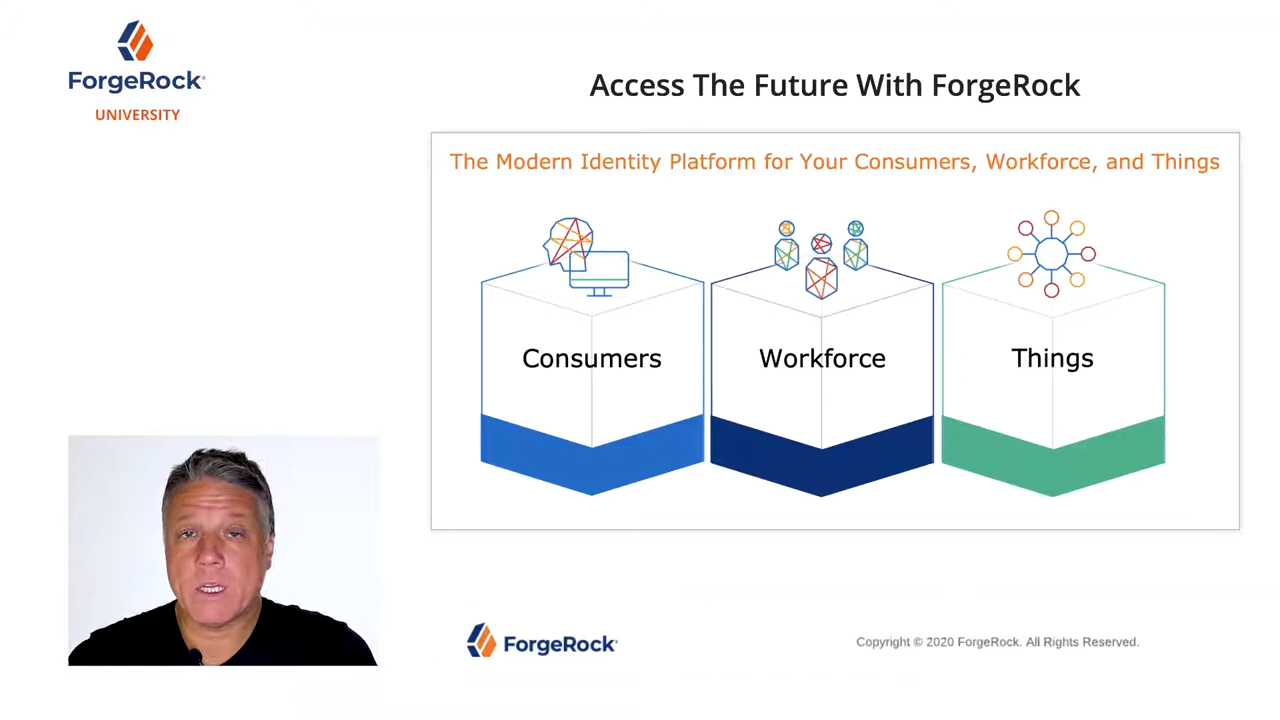 ForgeRock
UNIVERSITY
Access The Future With ForgeRock
The Modern Identity Platform for Your Consumers, Workforce, and Things
Consumers
Workforce
Things
ForgeRock
Copyright © 2020 ForgeRock. All Rights Reserved.